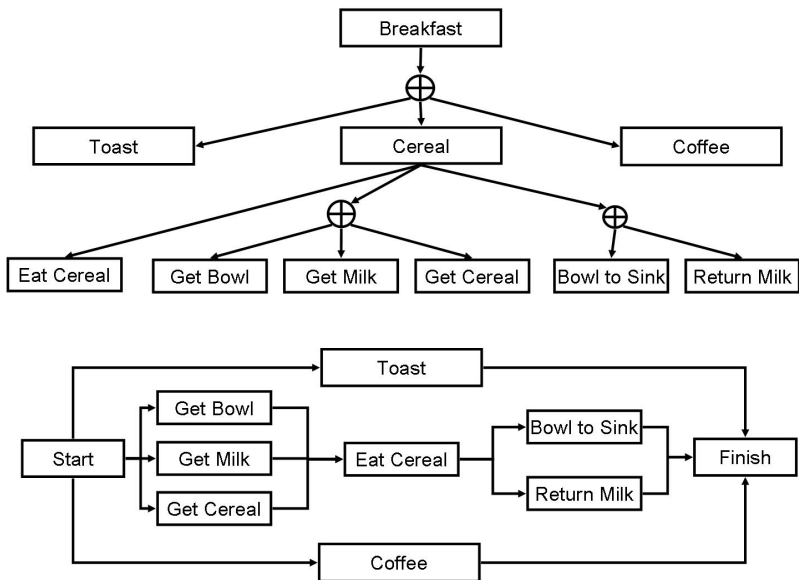 Breakfast
Toast
Cereal
Coffee
Eat Cereal
Get Bowl
Get Milk
Get Cereal
Bowl to Sink
Return Milk
Toast
Get Bowl
Bowl to Sink
Start
Get Milk
Eat Cereal
Finish
Return Milk
Get Cereal
Coffee